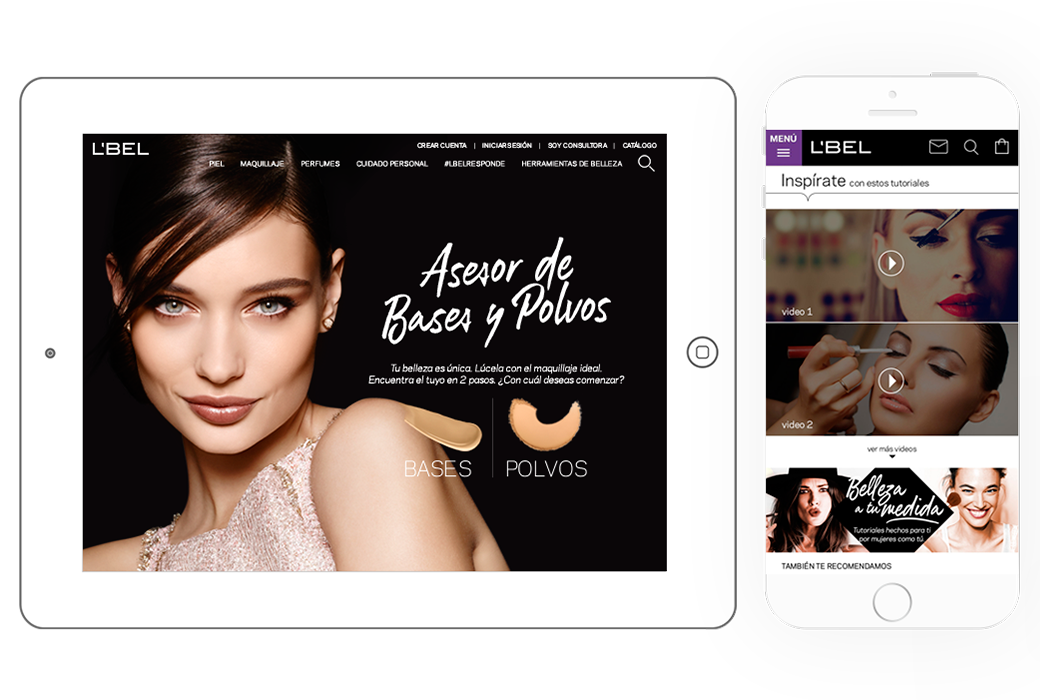 L'BEL
CREAR CUENTA | INICIAR SESIÓN | SOY CONSULTORA | CATÁLOGO
PIEL MAQUILLAJE PERFUMES CUIDADO PERSONAL #LBELRESPONDE HERRAMIENTAS DE BELLEZA
Asesor de
Bases y Polvos
Tu belleza es única. Lúcela con el maquillaje ideal.
Encuentra el tuyo en 2 pasos. ¿Con cuál deseas comenzar?
BASES POLVOS
MENÚ
L'BEL
Inspírate con estos tutoriales
video 1
video 2
ver más videos
Belleza
a tu medida
Tutoriales hechos para ti
por mujeres como tú
TAMBIÉN TE RECOMENDAMOS